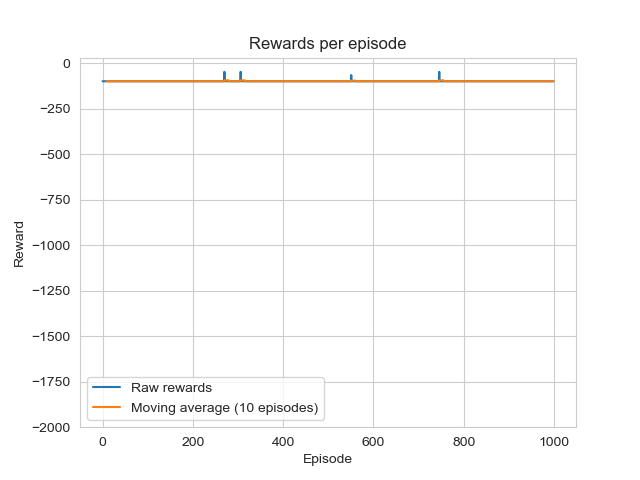 Rewards per episode
0
−250
−500
−750
−1000
−1250
−1500
−1750
−2000
Reward
Raw rewards
Moving average (10 episodes)
0 200 400 600 800 1000
Episode